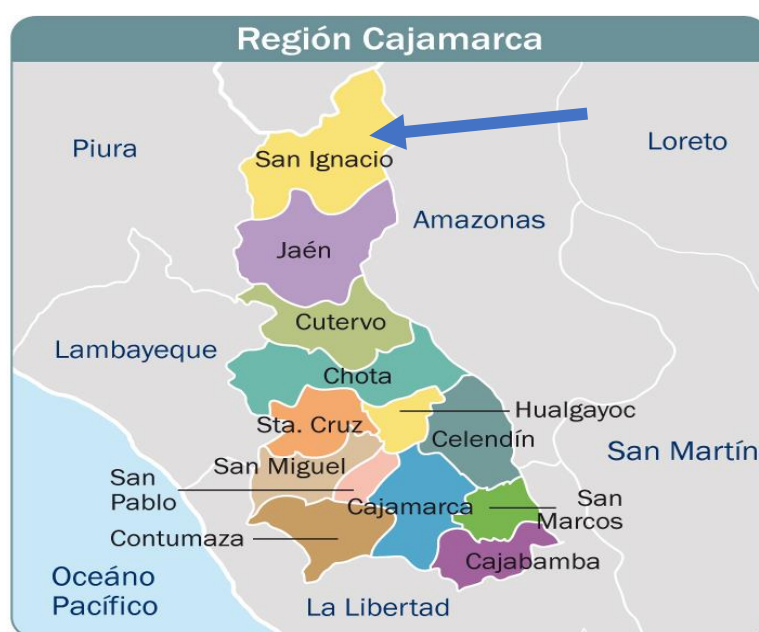 Región Cajamarca
Piura
San Ignacio
Loreto
Amazonas
Jaén
Cutervo
Lambayeque
Chota
Hualgayoc
Sta. Cruz
Celendín
San Martín
San Miguel
San
Pablo
Cajamarca
San
Marcos
Contumaza
Cajabamba
Oceáno
Pacífico
La Libertad